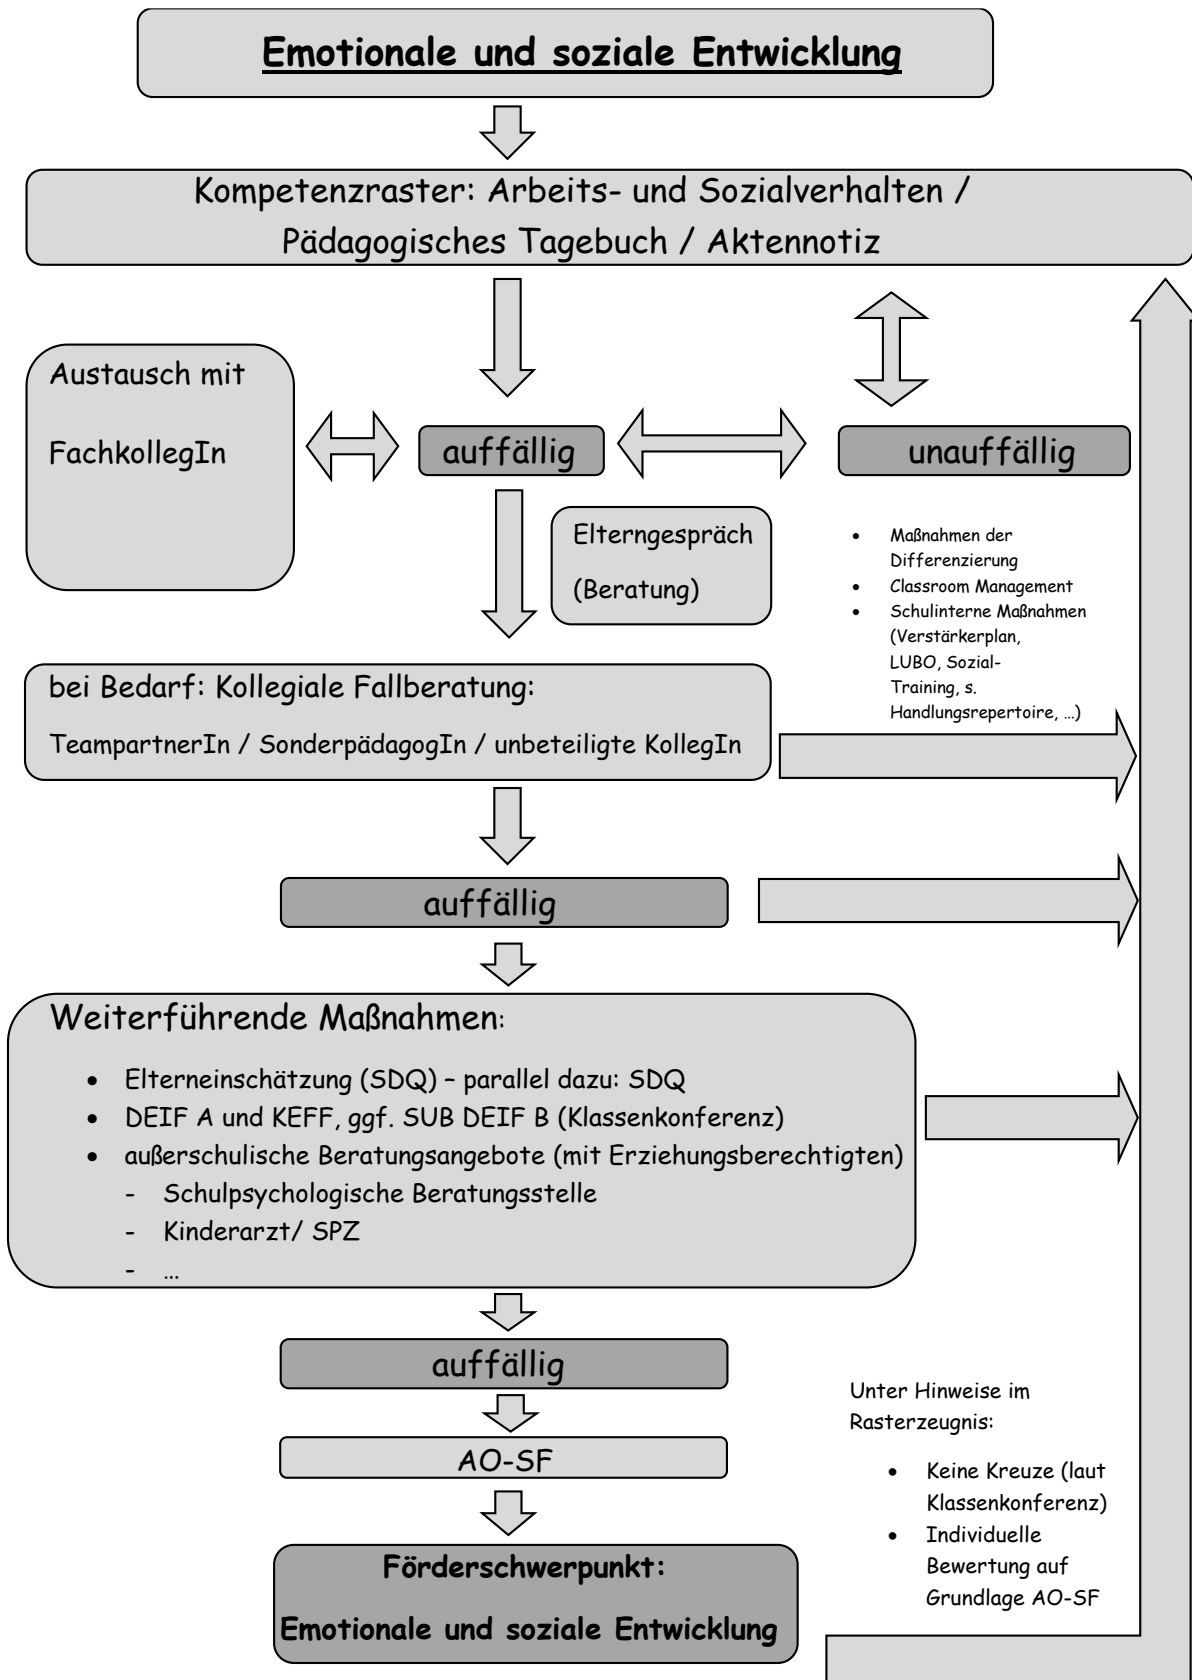 Emotionale und soziale Entwicklung
Kompetenzraster: Arbeits- und Sozialverhalten /
Pädagogisches Tagebuch / Aktennotiz
Austausch mit
FachkollegIn
auffällig
unauffällig
Elterngespräch
(Beratung)
• Maßnahmen der
Differenzierung
• Classroom Management
• Schulinterne Maßnahmen
(Verstärkerplan,
LUBO, Sozial-
Training, s.
Handlungsrepertoire, …)
bei Bedarf: Kollegiale Fallberatung:
TeampartnerIn / SonderpädagogIn / unbeteiligte KollegIn
auffällig
Weiterführende Maßnahmen:
• Elterneinschätzung (SDQ) – parallel dazu: SDQ
• DEIF A und KEFF, ggf. SUB DEIF B (Klassenkonferenz)
• außerschulische Beratungsangebote (mit Erziehungsberechtigten)
- Schulpsychologische Beratungsstelle
- Kinderarzt/ SPZ
- …
auffällig
AO-SF
Förderschwerpunkt:
Emotionale und soziale Entwicklung
Unter Hinweise im
Rasterzeugnis:
• Keine Kreuze (laut
Klassenkonferenz)
• Individuelle
Bewertung auf
Grundlage AO-SF